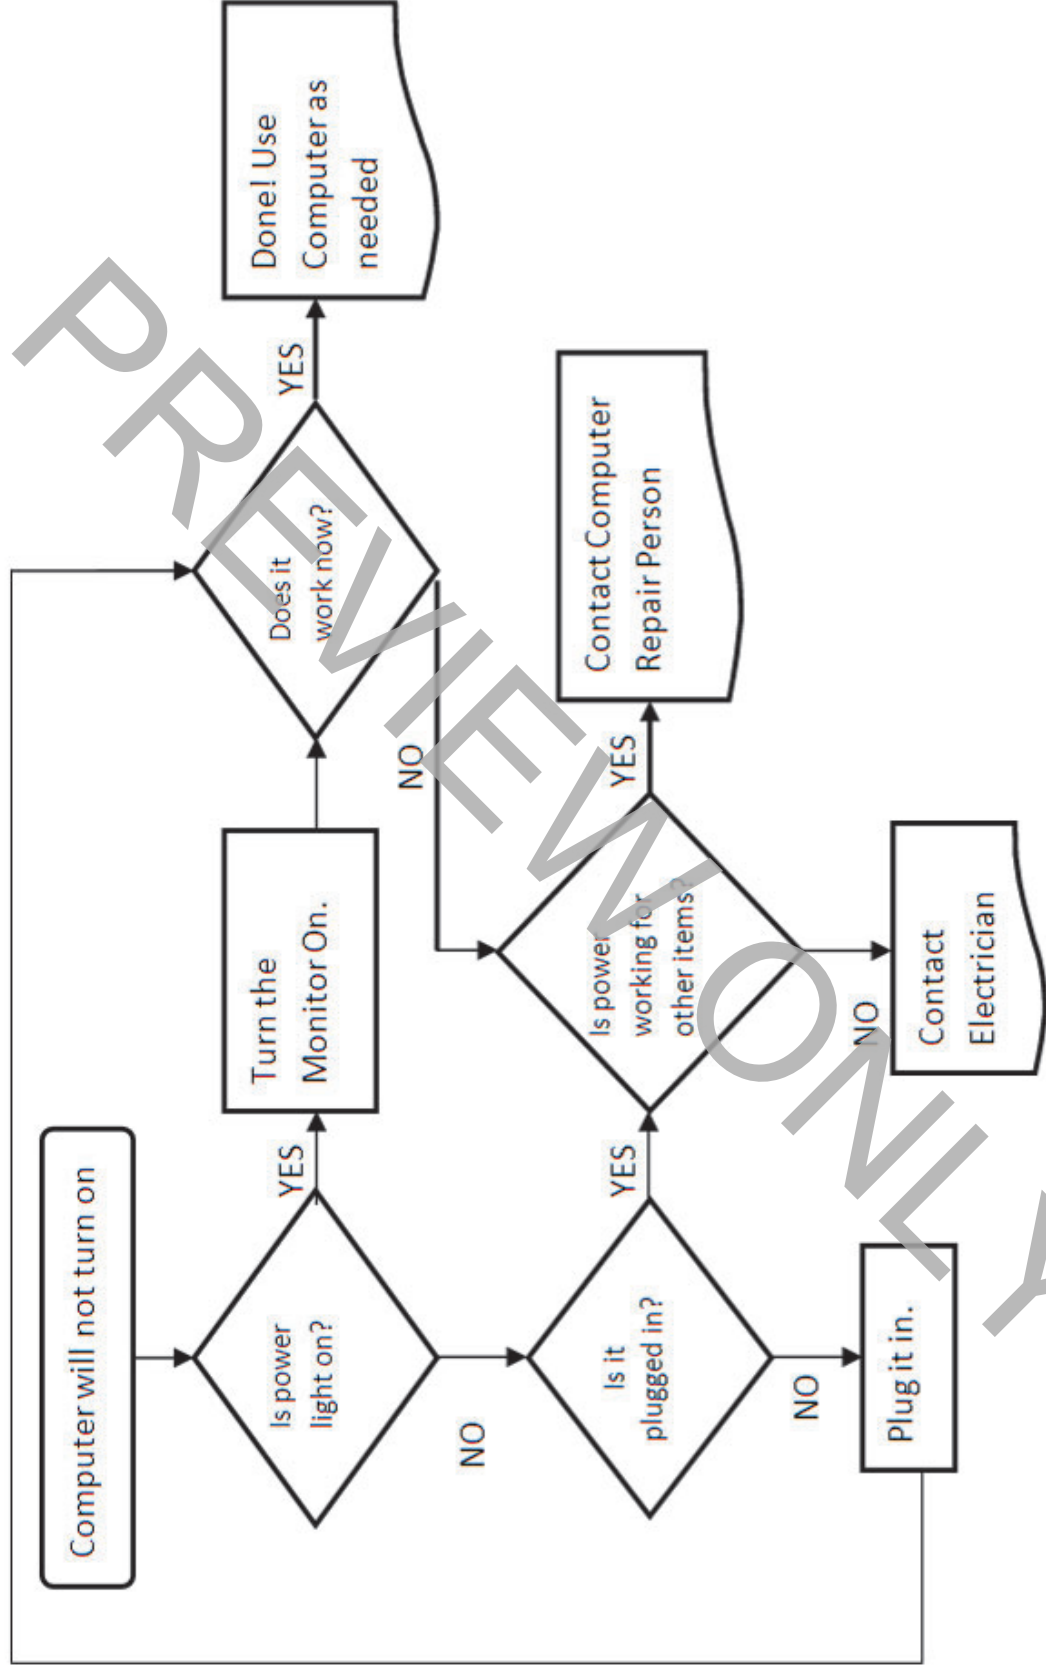 Computer will not turn on
Is power
light on?
YES
Turn the
Monitor On.
Does it
work now?
YES
Done! Use
Computer as
needed
NO
NO
Is it
plugged in?
YES
Is power
working for
other items?
YES
Contact Computer
Repair Person
NO
Plug it in.
NO
Contact
Electrician
PREVIEW ONLY